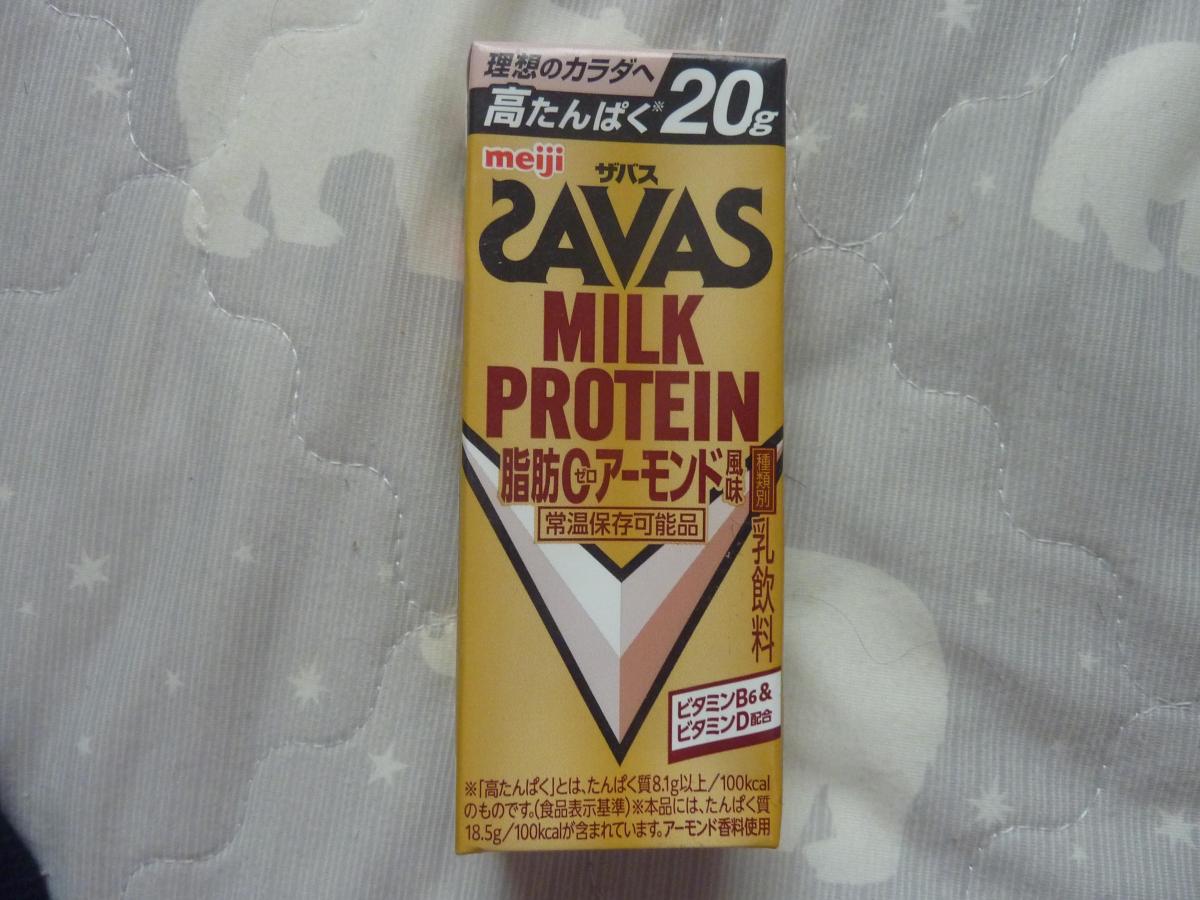 理想のカラダへ
高たんぱく※20g
meiji
ザバス
SAVAS
MILK
PROTEIN
脂肪0ゼロアーモンド風味
常温保存可能品
種類別
乳飲料
ビタミンB6&
ビタミンD配合
※「高たんぱく」とは、たんぱく質8.1g以上/100kcal
のものです。(食品表示基準)※本品には、たんぱく質
18.5g/100kcalが含まれています。アーモンド香料使用